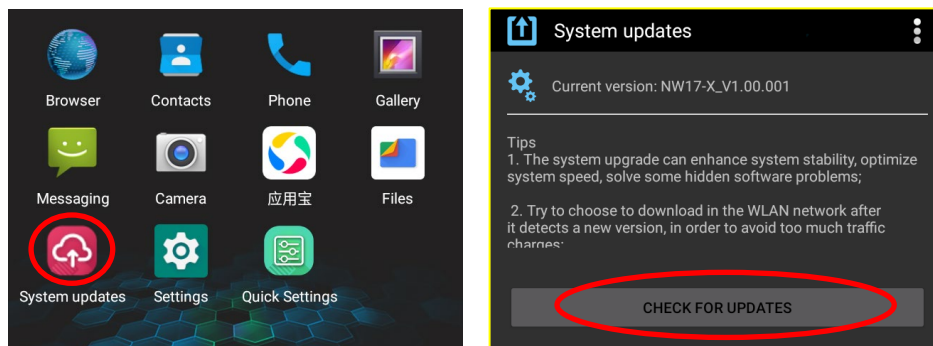 Browser
Contacts
Phone
Gallery
Messaging
Camera
应用宝
Files
System updates
Settings
Quick Settings
System updates
Current version: NW17-X_V1.00.001
Tips
1. The system upgrade can enhance system stability, optimize
system speed, solve some hidden software problems;
2. Try to choose to download in the WLAN network after
it detects a new version, in order to avoid too much traffic
charges;
CHECK FOR UPDATES